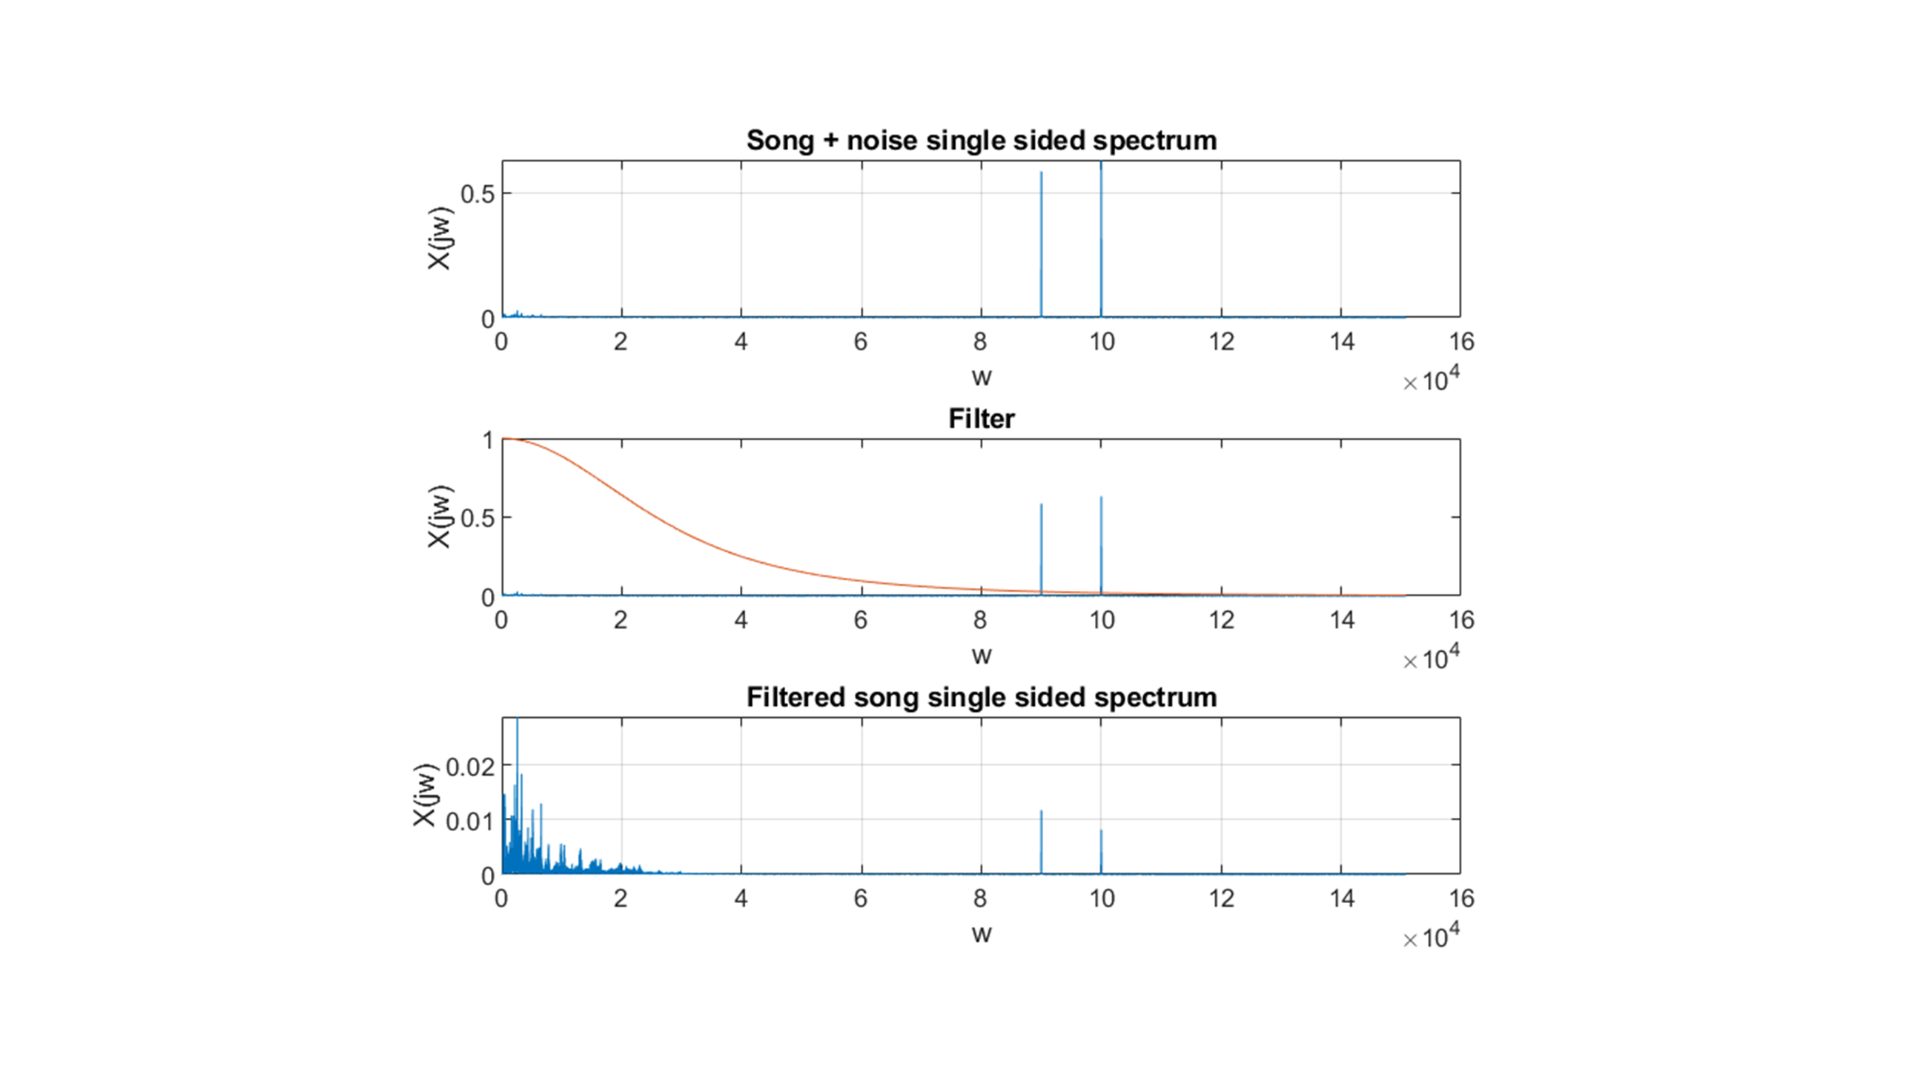 Song + noise single sided spectrum
X(jw)
0.5
0
0 2 4 6 8 10 12 14 16
w
×10^4
Filter
X(jw)
1
0.5
0
0 2 4 6 8 10 12 14 16
w
×10^4
Filtered song single sided spectrum
X(jw)
0.02
0.01
0
0 2 4 6 8 10 12 14 16
w
×10^4